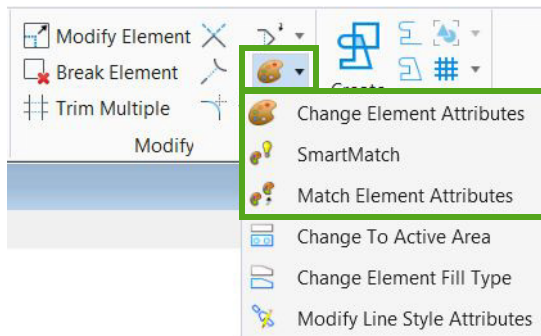 Modify Element
Break Element
Trim Multiple
Modify
Change Element Attributes
SmartMatch
Match Element Attributes
Change To Active Area
Change Element Fill Type
Modify Line Style Attributes